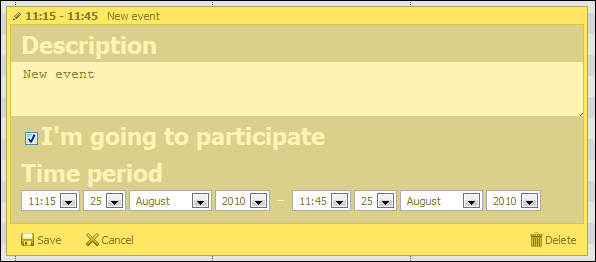 11:15 - 11:45 New event
Description
New event
I'm going to participate
Time period
11:15 25 August 2010 – 11:45 25 August 2010
Save Cancel Delete